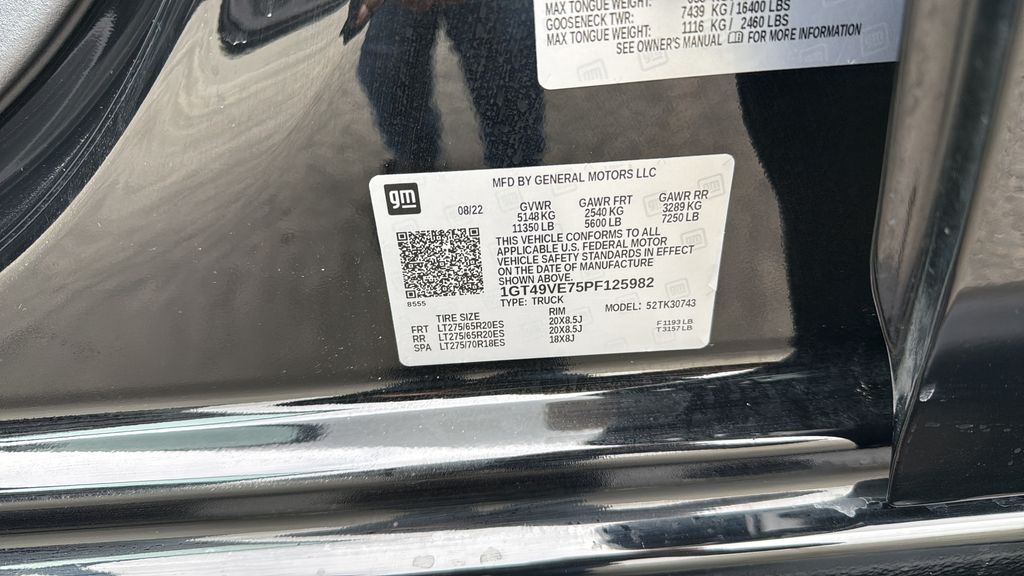 MAX TONGUE WEIGHT:
GOOSENECK TWR: 7439 KG/16400 LBS
MAX TONGUE WEIGHT: 1116 KG/ 2460 LBS
SEE OWNER'S MANUAL FOR MORE INFORMATION
gm
MFD BY GENERAL MOTORS LLC
08/22 GVWR GAWR FRT GAWR RR
5148 KG 2540 KG 3289 KG
11350 LB 5600 LB 7250 LB
THIS VEHICLE CONFORMS TO ALL
APPLICABLE U.S. FEDERAL MOTOR
VEHICLE SAFETY STANDARDS IN EFFECT
ON THE DATE OF MANUFACTURE
SHOWN ABOVE.
8555
1GT49VE75PF125982
TYPE: TRUCK MODEL: 52TK30743
TIRE SIZE RIM
FRT LT275/65R20ES 20X8.5J F1193 LB
RR LT275/65R20ES 20X8.5J T3157 LB
SPA LT275/70R18ES 18X8J